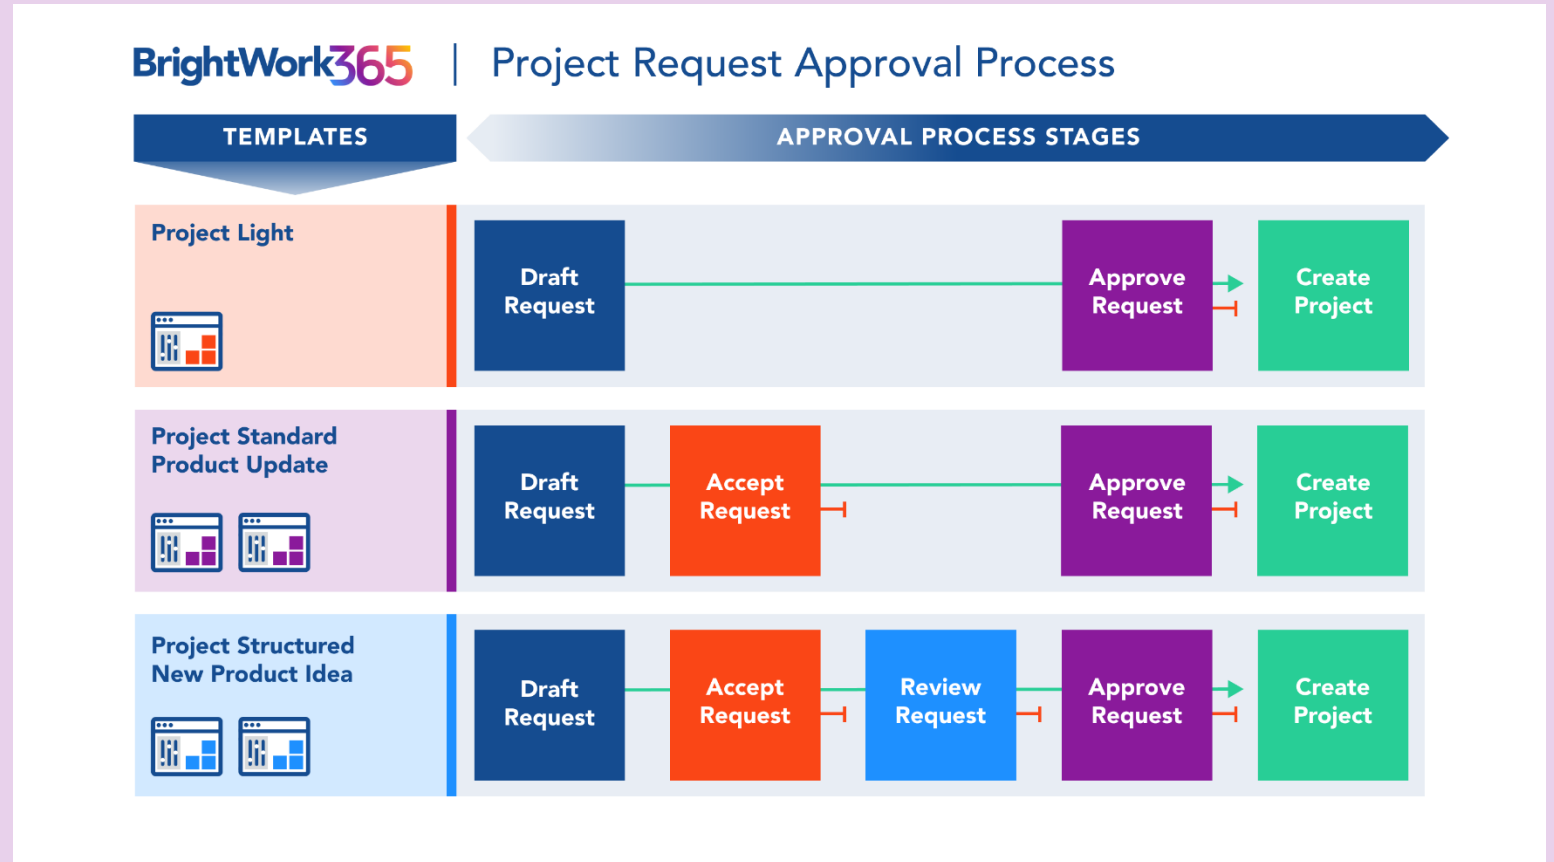 BrightWork365 | Project Request Approval Process
TEMPLATES
APPROVAL PROCESS STAGES
Project Light
Draft
Request
Approve
Request
Create
Project
Project Standard
Product Update
Draft
Request
Accept
Request
Approve
Request
Create
Project
Project Structured
New Product Idea
Draft
Request
Accept
Request
Review
Request
Approve
Request
Create
Project